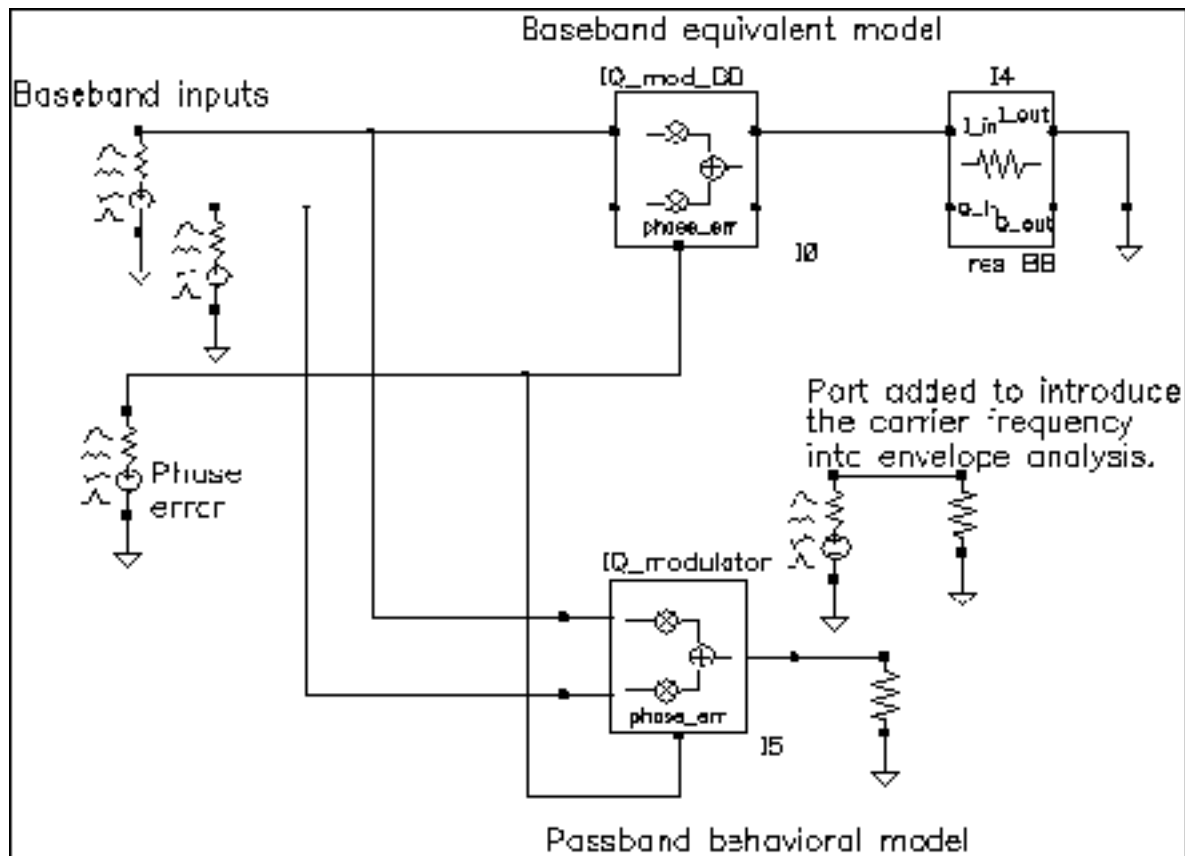 Baseband equivalent model
Baseband inputs
IQ_mod_BB
I4
I_in
I_out
phase_err
Q_in
Q_out
I0
res BB
Part added to introduce
the carrier frequency
into envelope analysis.
Phase
error
IQ_modulator
phase_err
I5
Passband behavioral model